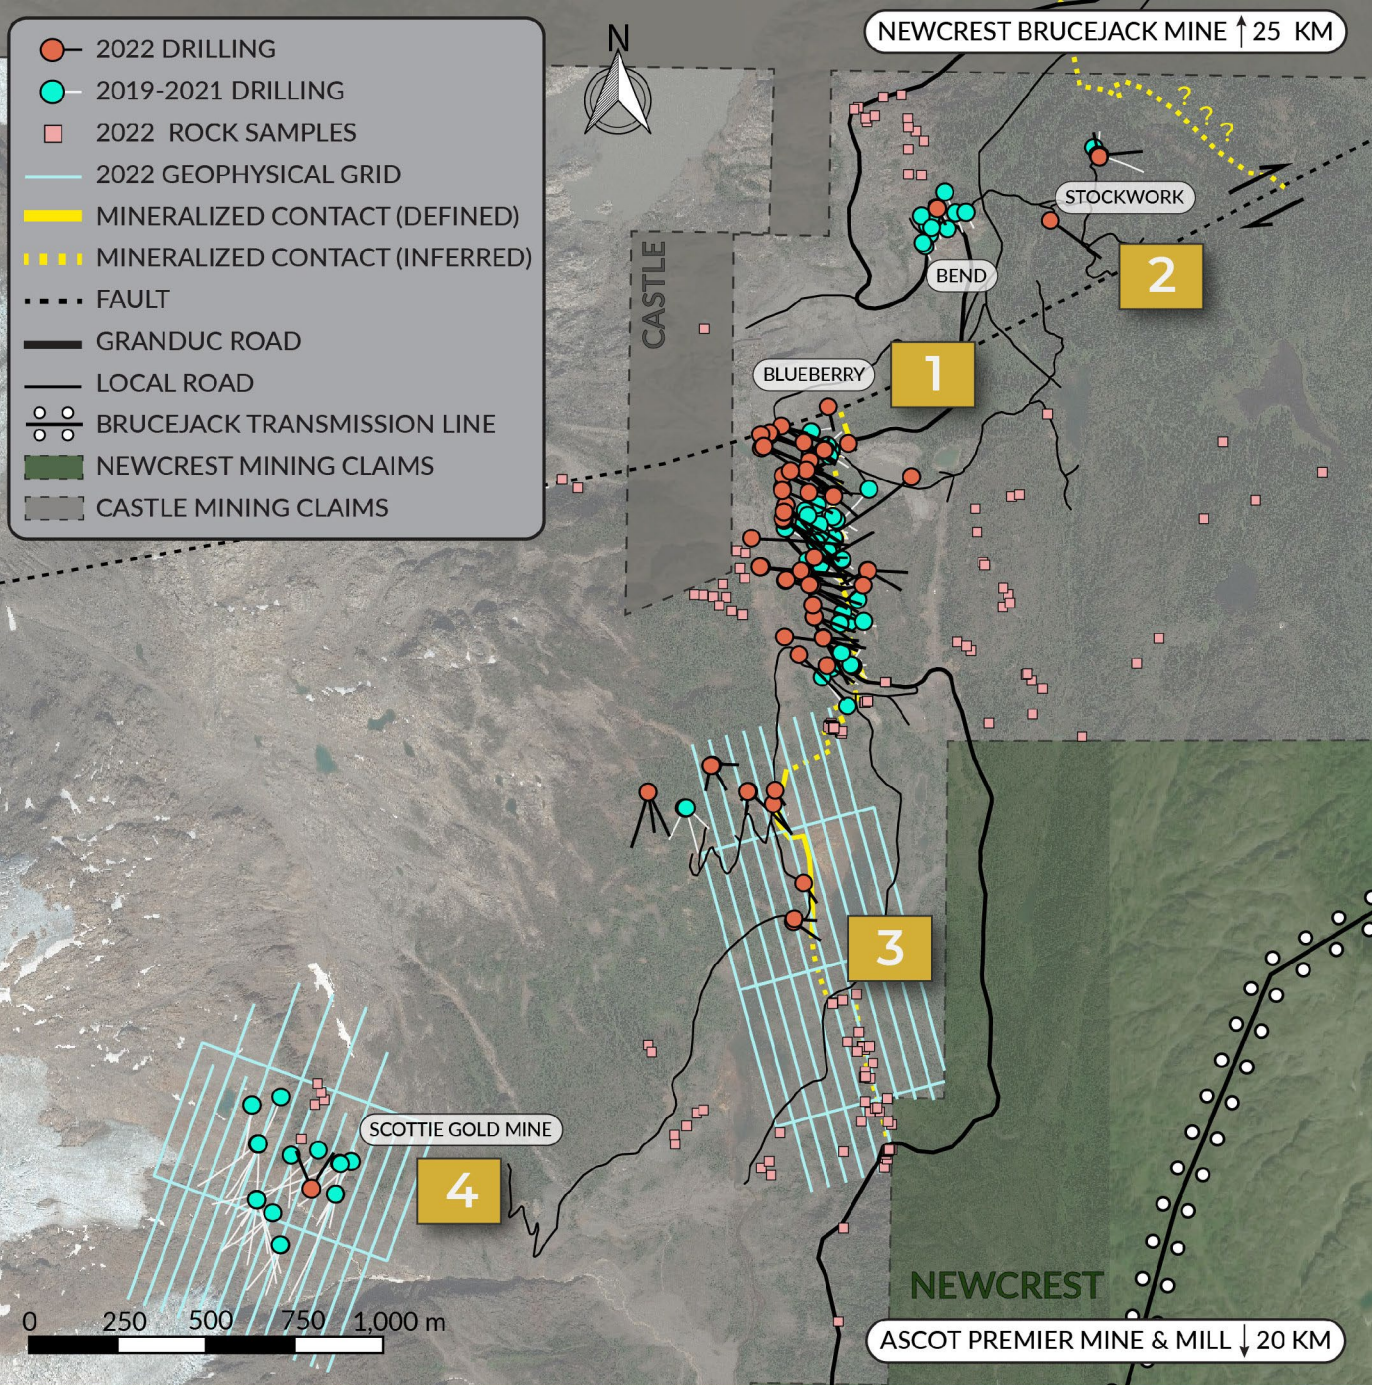 NEWCREST BRUCEJACK MINE ↑ 25 KM
2022 DRILLING
2019-2021 DRILLING
2022 ROCK SAMPLES
2022 GEOPHYSICAL GRID
MINERALIZED CONTACT (DEFINED)
MINERALIZED CONTACT (INFERRED)
FAULT
GRANDUC ROAD
LOCAL ROAD
BRUCEJACK TRANSMISSION LINE
NEWCREST MINING CLAIMS
CASTLE MINING CLAIMS
N
? ? ?
STOCKWORK
2
BEND
CASTLE
1
BLUEBERRY
3
SCOTTIE GOLD MINE
4
NEWCREST
0 250 500 750 1,000 m
ASCOT PREMIER MINE & MILL ↓ 20 KM